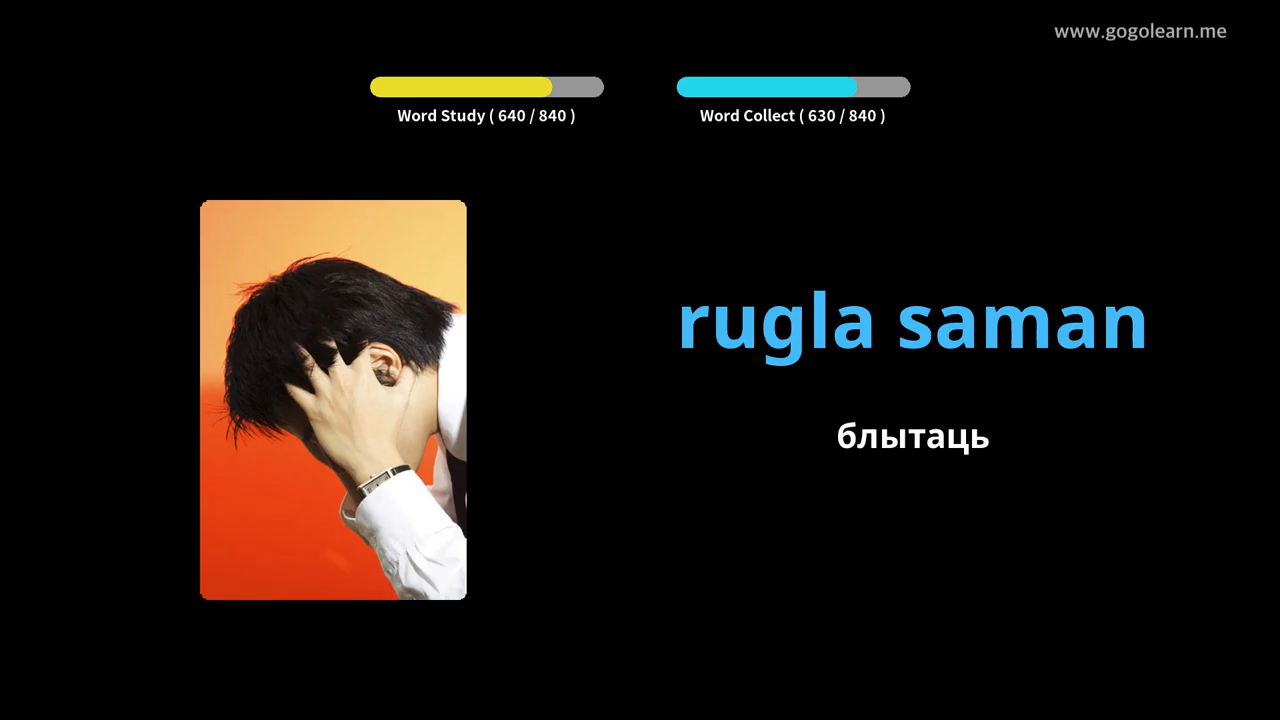 www.gogolearn.me
Word Study ( 640 / 840 )
Word Collect ( 630 / 840 )
rugla saman
блытаць